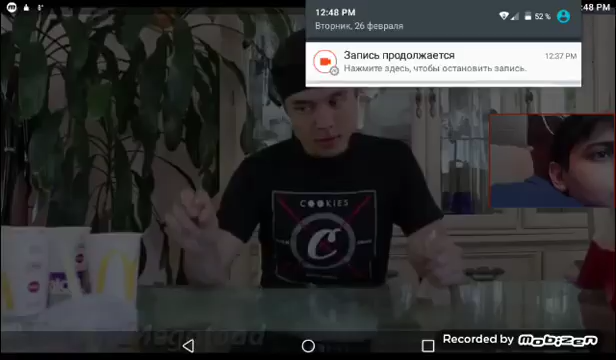 12:48 PM
Вторник, 26 февраля
52 %
:48 PM
Запись продолжается
12:37 PM
Нажмите здесь, чтобы остановить запись.
COOKIES
C
Recorded by Mobizen